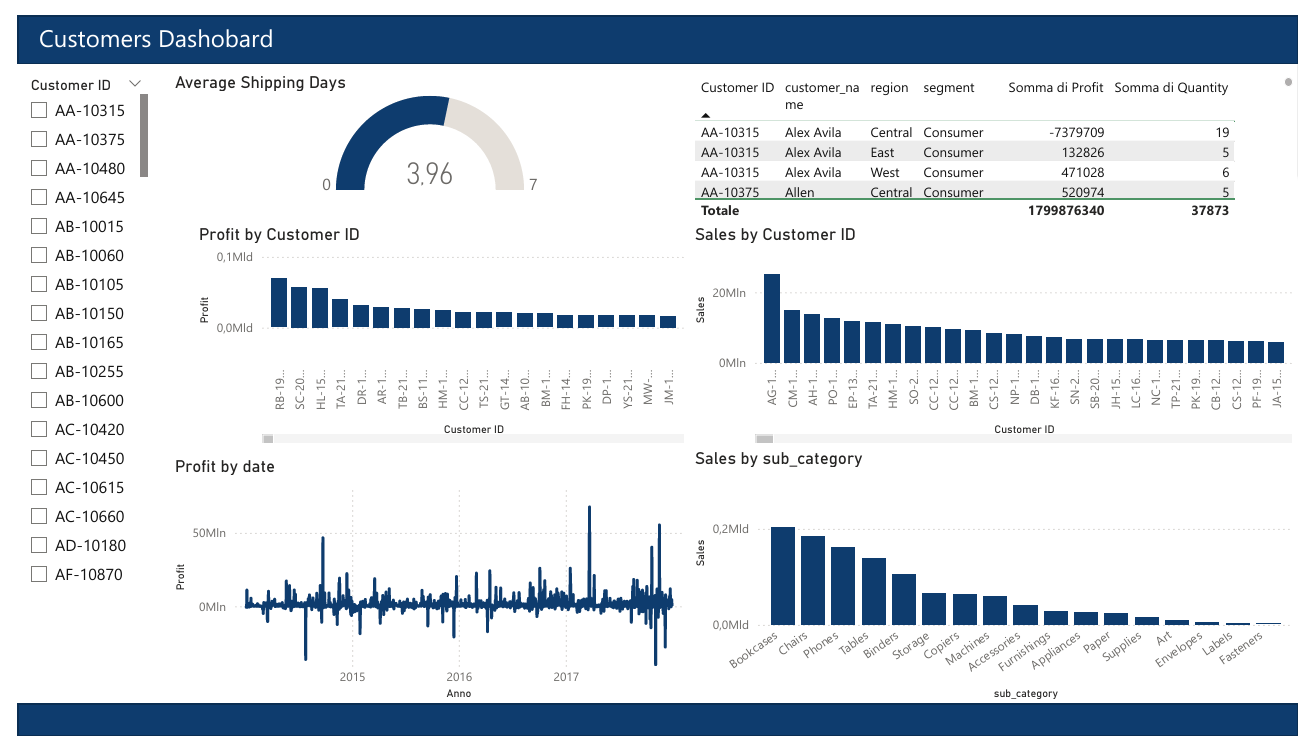 Customers Dashobard
Customer ID
AA-10315
AA-10375
AA-10480
AA-10645
AB-10015
AB-10060
AB-10105
AB-10150
AB-10165
AB-10255
AB-10600
AC-10420
AC-10450
AC-10615
AC-10660
AD-10180
AF-10870
Average Shipping Days
0 3,96 7
Customer ID customer_na region segment Somma di Profit Somma di Quantity
me
AA-10315 Alex Avila Central Consumer -7379709 19
AA-10315 Alex Avila East Consumer 132826 5
AA-10315 Alex Avila West Consumer 471028 6
AA-10375 Allen Central Consumer 520974 5
Totale 1799876340 37873
Profit by Customer ID
0,1Mld
0,0Mld
Profit
RB-19... SC-20... HL-15... TA-21... DR-1... AR-1... TB-21... BS-11... HM-1... CC-12... TS-21... GT-14... AB-10... BM-1... FH-14... PK-19... DP-1... YS-21... MW-... JM-1...
Customer ID
Sales by Customer ID
20Mln
0Mln
Sales
AG-1... CM-1... AH-1... PO-1... EP-13... TA-21... HM-1... SO-2... CC-12... CC-12... BM-1... CS-12... NP-1... DB-1... KF-16... SN-2... SB-20... JH-15... LC-16... NC-1... TP-21... PK-19... CB-12... CS-12... PF-19... JA-15...
Customer ID
Profit by date
50Mln
0Mln
Profit
2015 2016 2017
Anno
Sales by sub_category
0,2Mld
0,0Mld
Sales
Bookcases Chairs Phones Tables Binders Storage Copiers Machines Accessories Furnishings Appliances Paper Supplies Art Envelopes Labels Fasteners
sub_category